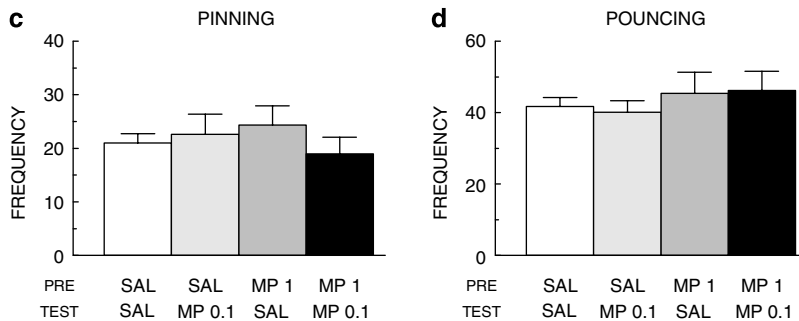 c PINNING
FREQUENCY
40
30
20
10
0
PRE SAL SAL MP 1 MP 1
TEST SAL MP 0.1 SAL MP 0.1
d POUCING
FREQUENCY
60
40
20
0
PRE SAL SAL MP 1 MP 1
TEST SAL MP 0.1 SAL MP 0.1